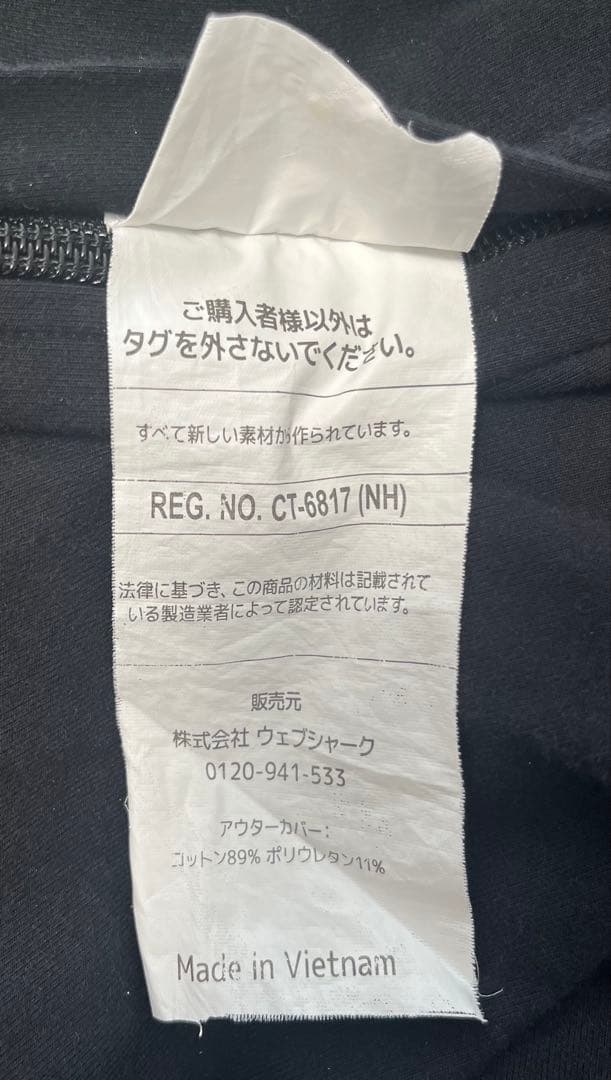 ご購入者様以外は
タグを外さないでください。
すべて新しい素材から作られています。
REG. NO. CT-6817 (NH)
法律に基づき、この商品の材料は記載されて
いる製造業者によって認定されています。
販売元
株式会社 ウェブシャーク
0120-941-533
アウターカバー:
コットン89% ポリウレタン11%
Made in Vietnam